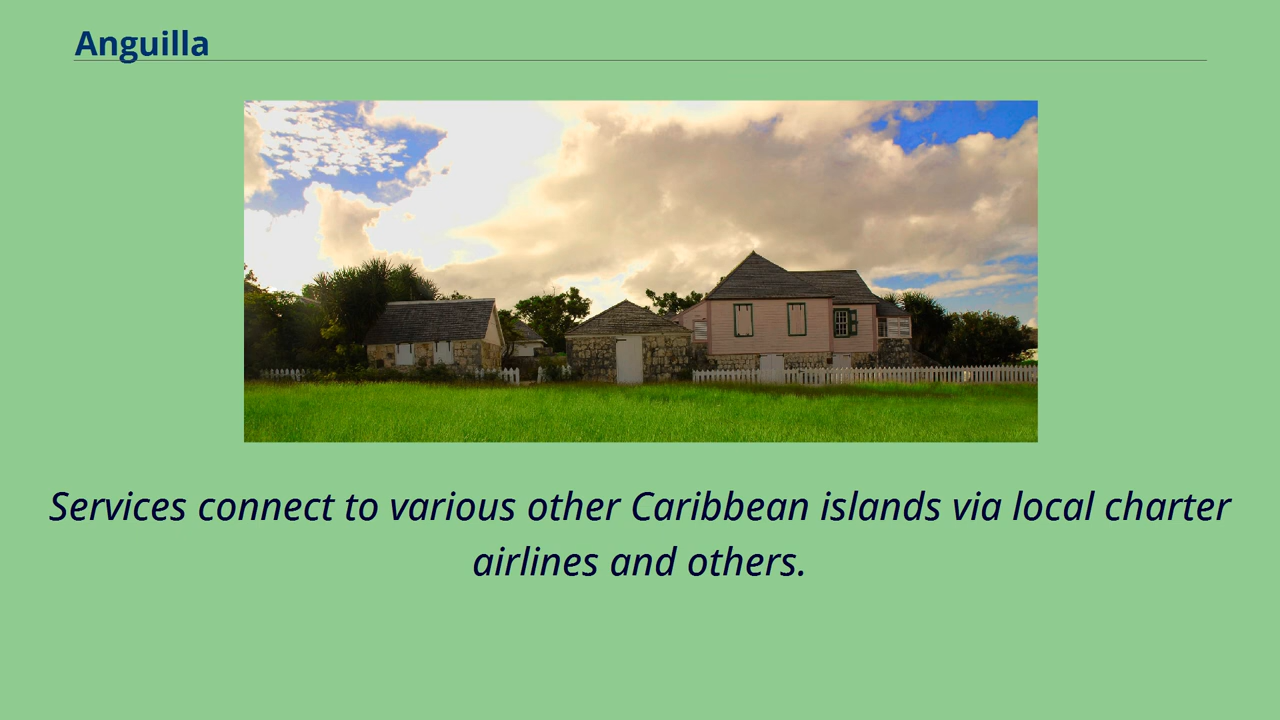 Anguilla
Services connect to various other Caribbean islands via local charter
airlines and others.